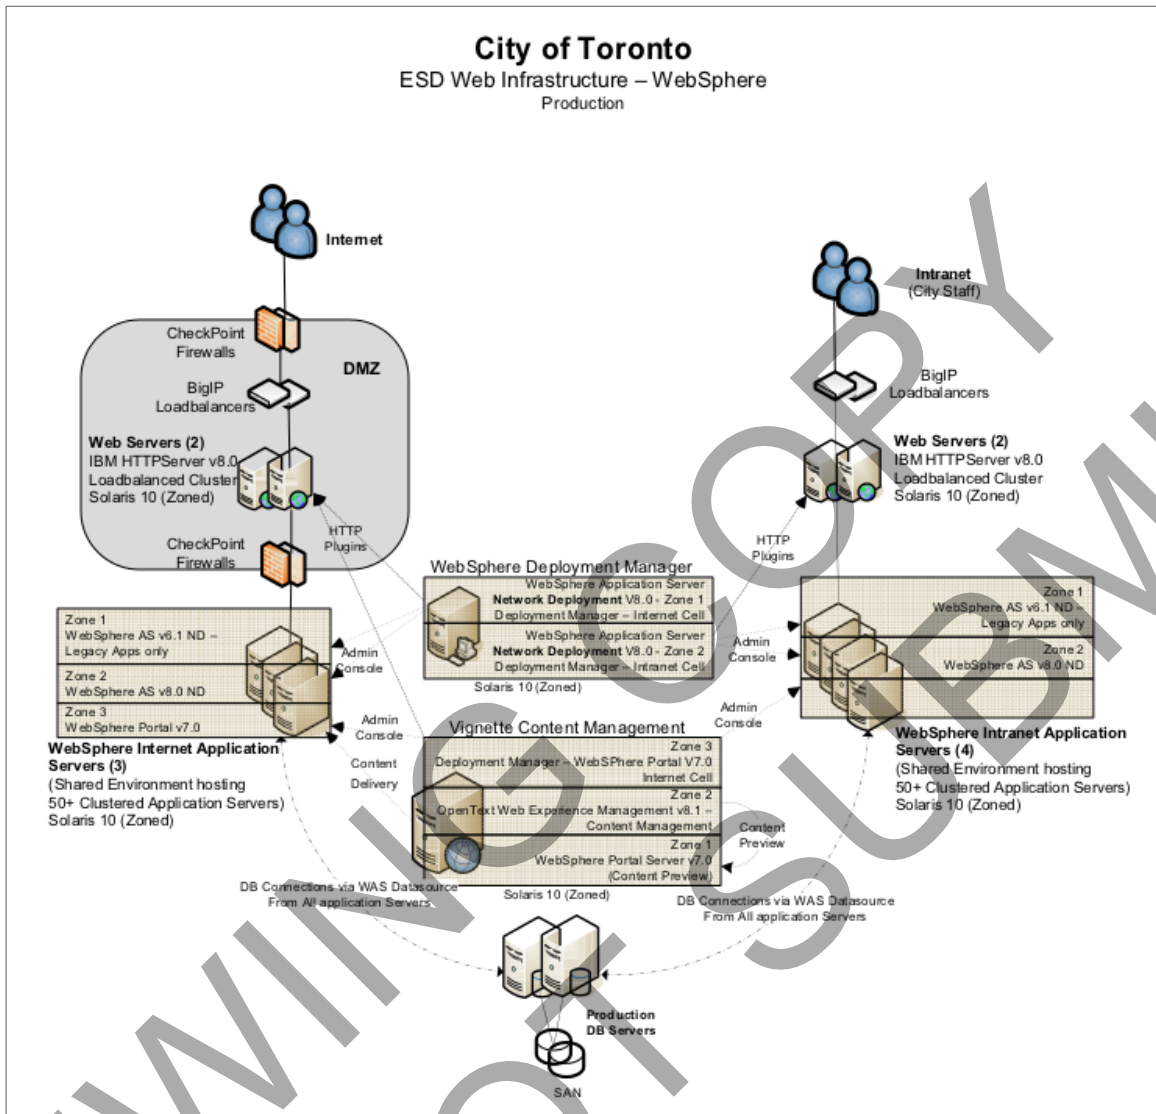 City of Toronto
ESD Web Infrastructure – WebSphere
Production
Internet
Intranet
(City Staff)
CheckPoint
Firewalls
DMZ
BigIP
Loadbalancers
BigIP
Loadbalancers
Web Servers (2)
IBM HTTPServer v8.0
Loadbalanced Cluster
Solaris 10 (Zoned)
Web Servers (2)
IBM HTTPServer v8.0
Loadbalanced Cluster
Solaris 10 (Zoned)
HTTP
Plugins
HTTP
Plugins
CheckPoint
Firewalls
WebSphere Deployment Manager
WebSphere Application Server
Network Deployment V8.0 - Zone 1
Deployment Manager – Internet Cell
WebSphere Application Server
Network Deployment V8.0 - Zone 2
Deployment Manager – Intranet Cell
Solaris 10 (Zoned)
Zone 1
WebSphere AS v6.1 ND –
Legacy Apps only
Zone 2
WebSphere AS v8.0 ND
Zone 3
WebSphere Portal v7.0
Admin
Console
Admin
Console
Zone 1
WebSphere AS v6.1 ND –
Legacy Apps only
Zone 2
WebSphere AS v8.0 ND
WebSphere Internet Application
Servers (3)
(Shared Environment hosting
50+ Clustered Application Servers)
Solaris 10 (Zoned)
Admin
Console
Content
Delivery
Admin
Console
Vignette Content Management
Zone 3
Deployment Manager – WebSPhere Portal V7.0
Internet Cell
Zone 2
OpenText Web Experience Management v8.1 –
Content Management
Zone 1
WebSphere Portal Server v7.0
(Content Preview)
Solaris 10 (Zoned)
Content
Preview
WebSphere Intranet Application
Servers (4)
(Shared Environment hosting
50+ Clustered Application Servers)
Solaris 10 (Zoned)
DB Connections via WAS Datasource
From All application Servers
DB Connections via WAS Datasource
From All application Servers
Production
DB Servers
SAN
WING COPY
OT SUBMI